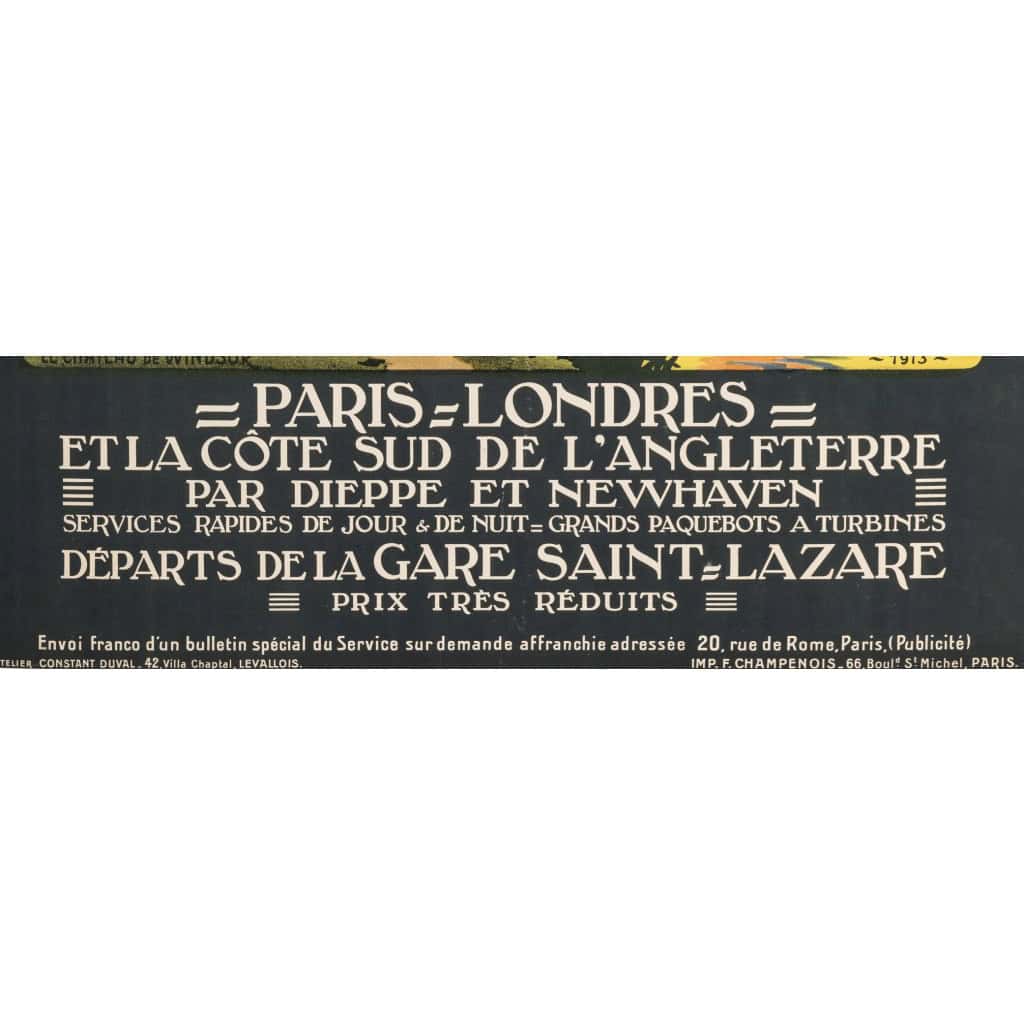 LE CHATEAU DE WINDSOR
~1913~
=PARIS=LONDRES=
ET LA CÔTE SUD DE L'ANGLETERRE
PAR DIEPPE ET NEWHAVEN
SERVICES RAPIDES DE JOUR & DE NUIT=GRANDS PAQUEBOTS A TURBINES
DÉPARTS DE LA GARE SAINT=LAZARE
PRIX TRÈS RÉDUITS
Envoi franco d'un bulletin spécial du Service sur demande affranchie adressée 20, rue de Rome, Paris, (Publicité)
TELIER CONSTANT DUVAL. 42, Villa Chaptal, LEVALLOIS.
IMP. F. CHAMPENOIS_66, Boulᵈ Sᵗ Michel, PARIS.